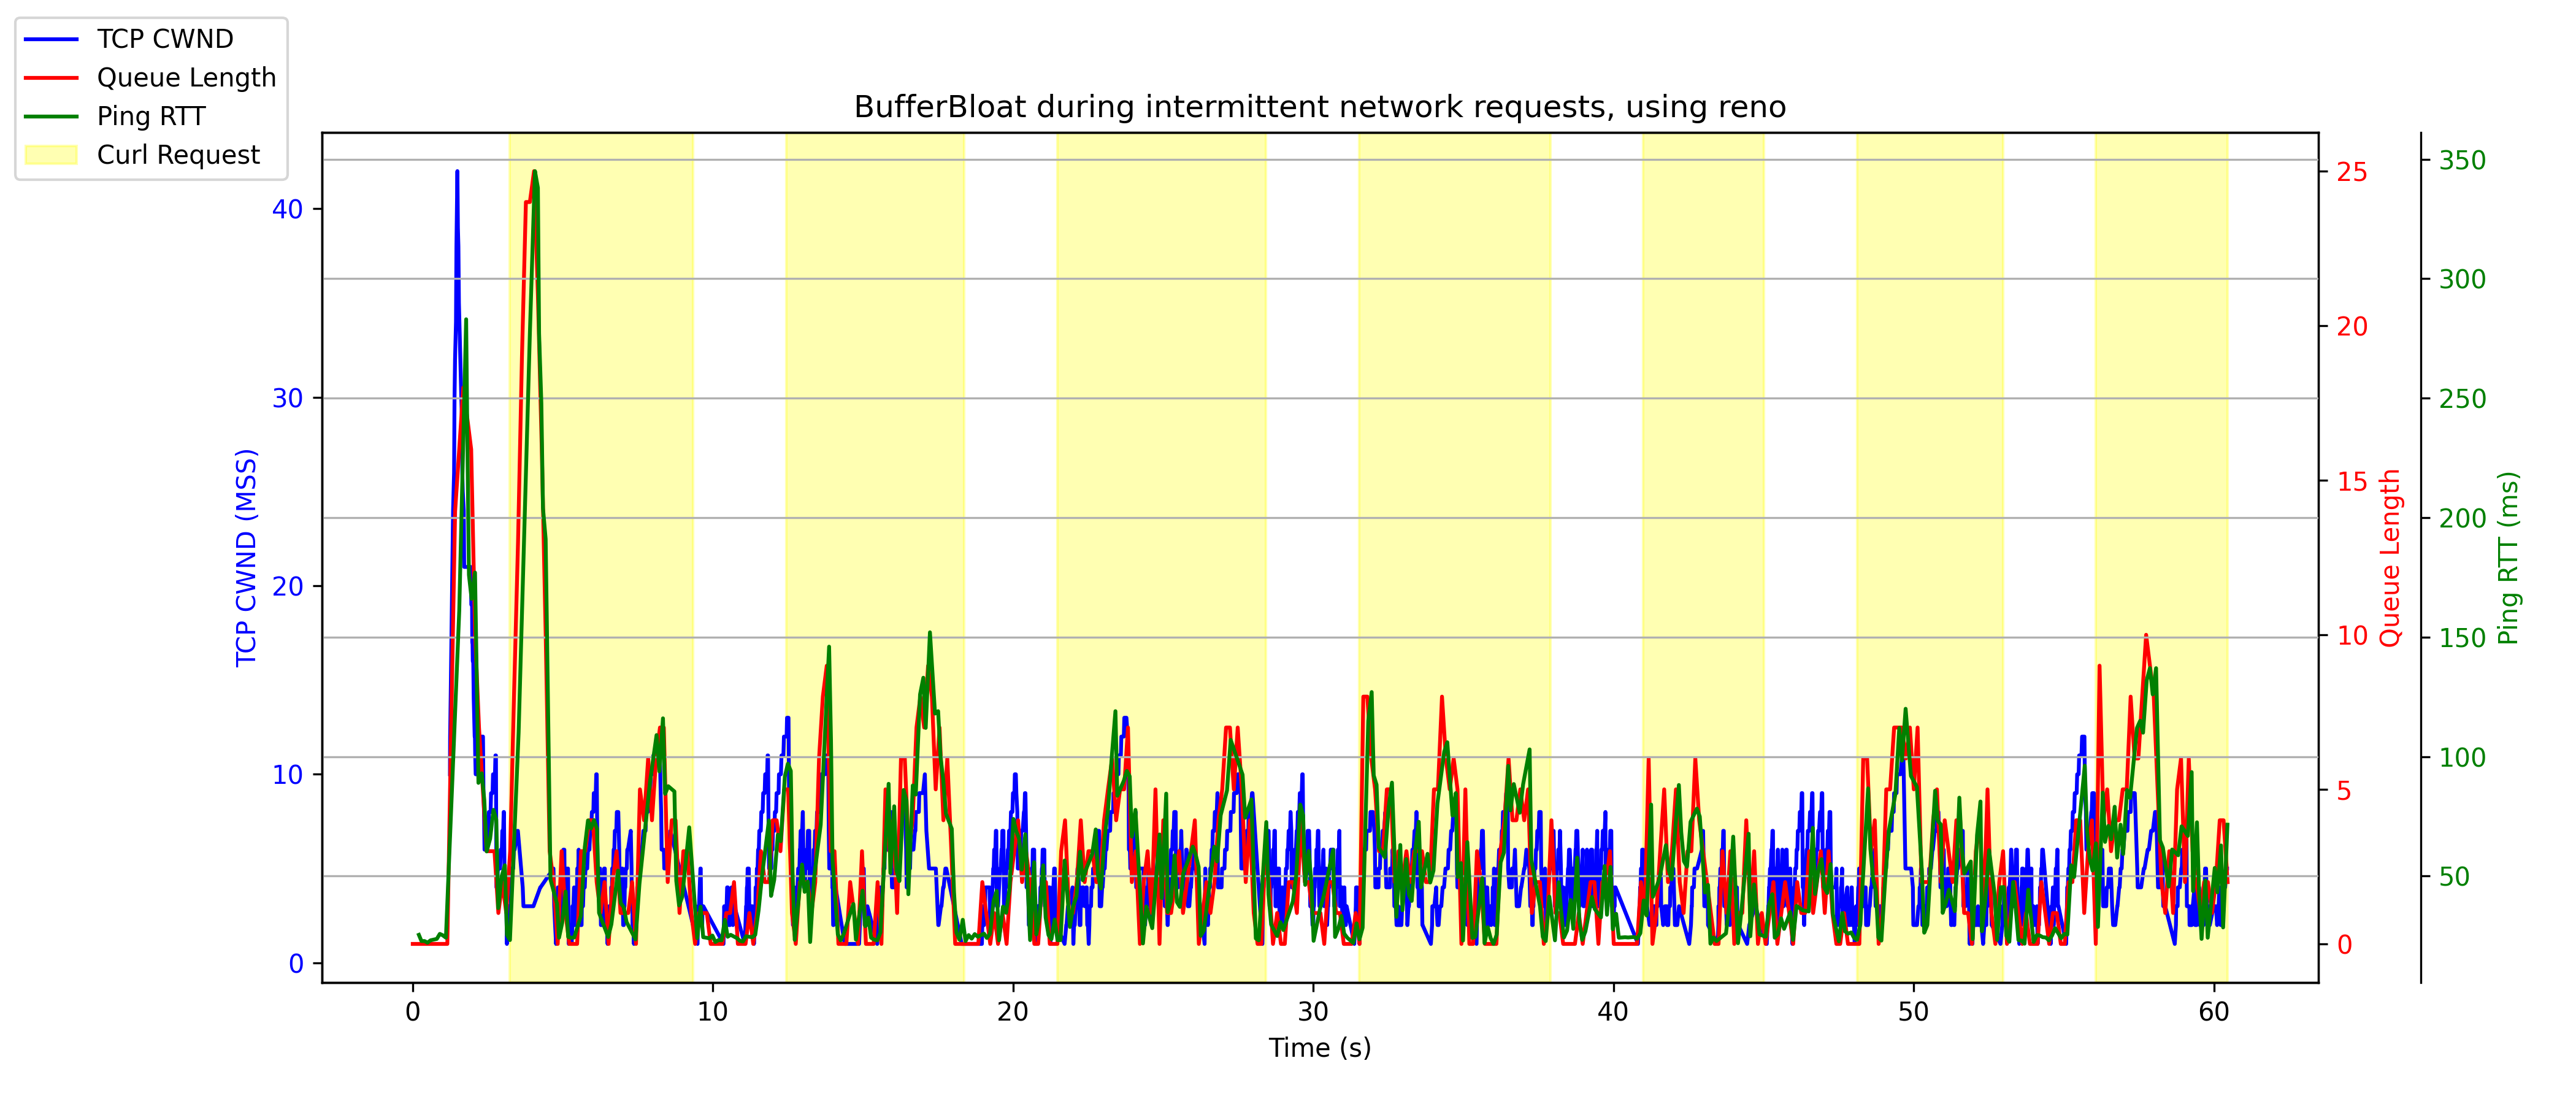 TCP CWND
Queue Length
Ping RTT
Curl Request
BufferBloat during intermittent network requests, using reno
40
30
20
10
0
TCP CWND (MSS)
25
20
15
10
5
0
Queue Length
350
300
250
200
150
100
50
Ping RTT (ms)
0 10 20 30 40 50 60
Time (s)